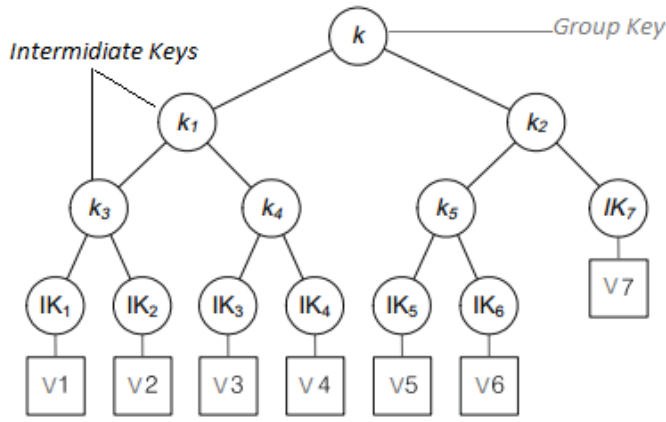 k
Group Key
Intermidiate Keys
k₁
k₂
k₃
k₄
k₅
IK₇
IK₁
IK₂
IK₃
IK₄
IK₅
IK₆
V7
V1
V2
V3
V4
V5
V6